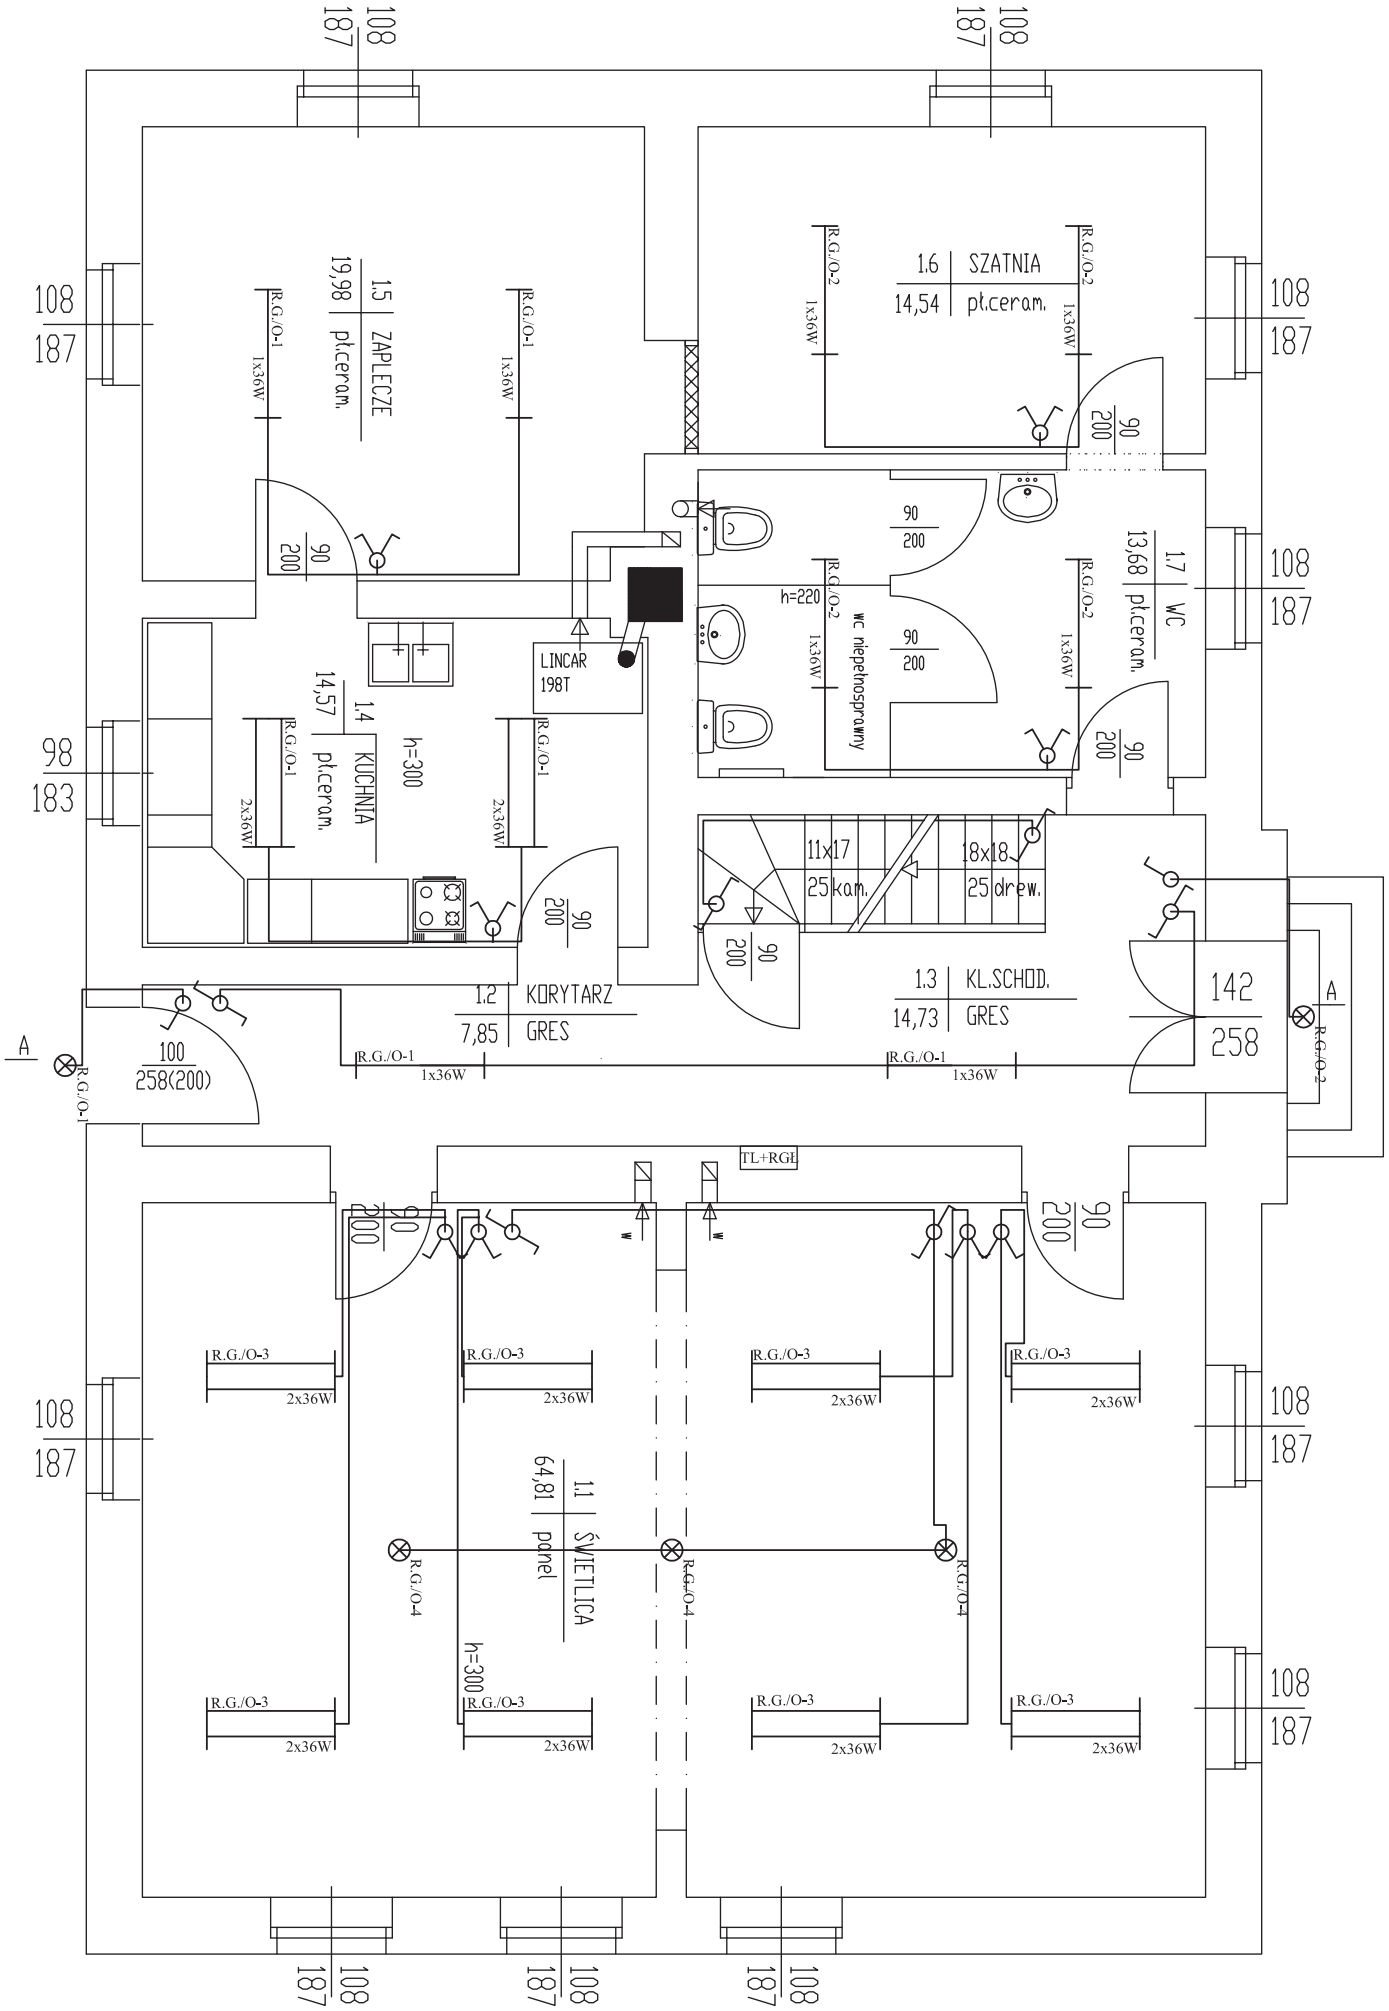 108
187
108
187
R.G./O-2
R.G./O-2
1.6 SZATNIA
14,54 pł.ceram.
1x36W
1x36W
108
187
108
187
1.5 ZAPLECZE
19,98 pł.ceram.
R.G./O-1
R.G./O-1
1x36W
1x36W
90
200
90
200
90
200
108
187
1.7 WC
13,68 pł.ceram.
R.G./O-2
R.G./O-2
h=220
1x36W
1x36W
wc niepełnosprawny
90
200
90
200
LINCAR
198T
98
183
1.4 KUCHNIA
14,57 pł.ceram.
h=300
R.G./O-1
R.G./O-1
2x36W
2x36W
11x17
25 kam.
18x18
25 drew.
90
200
90
200
1.2 KORYTARZ
7,85 GRES
1.3 KL.SCHOD.
14,73 GRES
142
258
A
R.G./O-2
A
R.G./O-1
100
258(200)
R.G./O-1
1x36W
R.G./O-1
1x36W
TL+RGŁ
90
200
90
200
w
w
R.G./O-3
2x36W
R.G./O-3
2x36W
R.G./O-3
2x36W
R.G./O-3
2x36W
108
187
108
187
1.1 ŚWIETLICA
64,81 panel
h=300
R.G./O-4
R.G./O-4
R.G./O-4
R.G./O-3
2x36W
R.G./O-3
2x36W
R.G./O-3
2x36W
R.G./O-3
2x36W
108
187
108
187
108
187
108
187